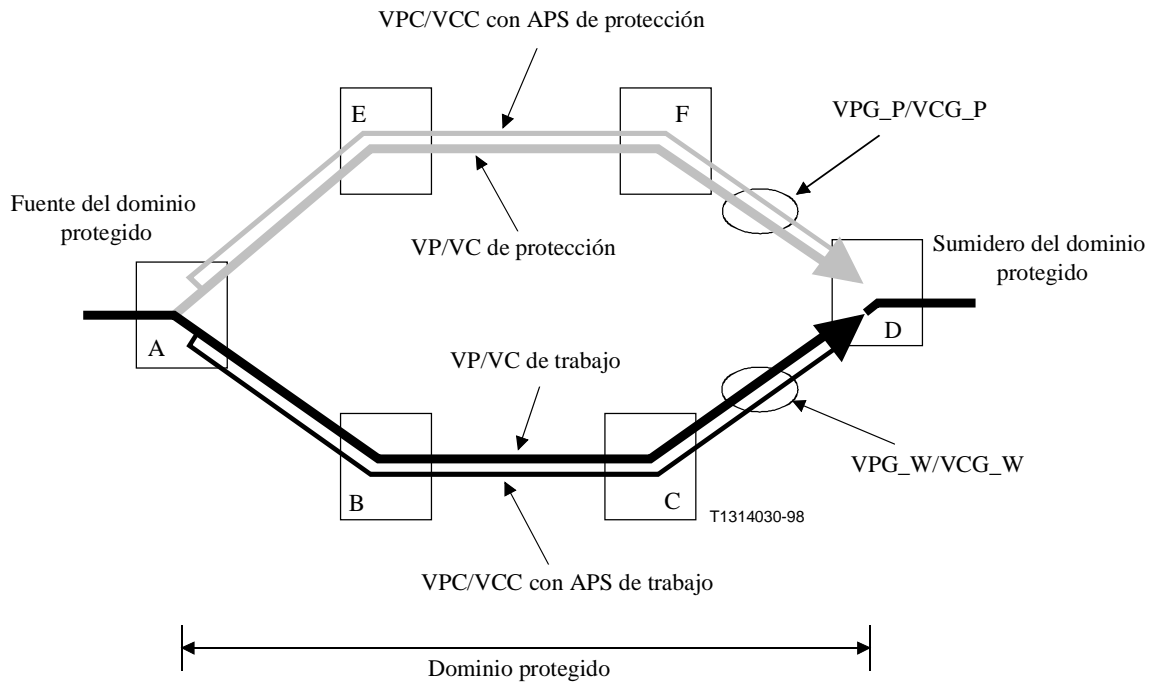 VPC/VCC con APS de protección
E
F
VPG_P/VCG_P
Fuente del dominio
protegido
VP/VC de protección
Sumidero del dominio
protegido
A
D
VP/VC de trabajo
VPG_W/VCG_W
B
C
T1314030-98
VPC/VCC con APS de trabajo
Dominio protegido